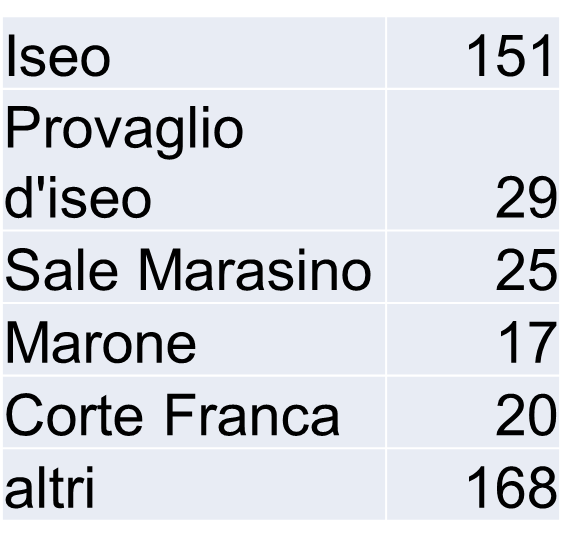 Iseo 151
Provaglio
d'iseo 29
Sale Marasino 25
Marone 17
Corte Franca 20
altri 168